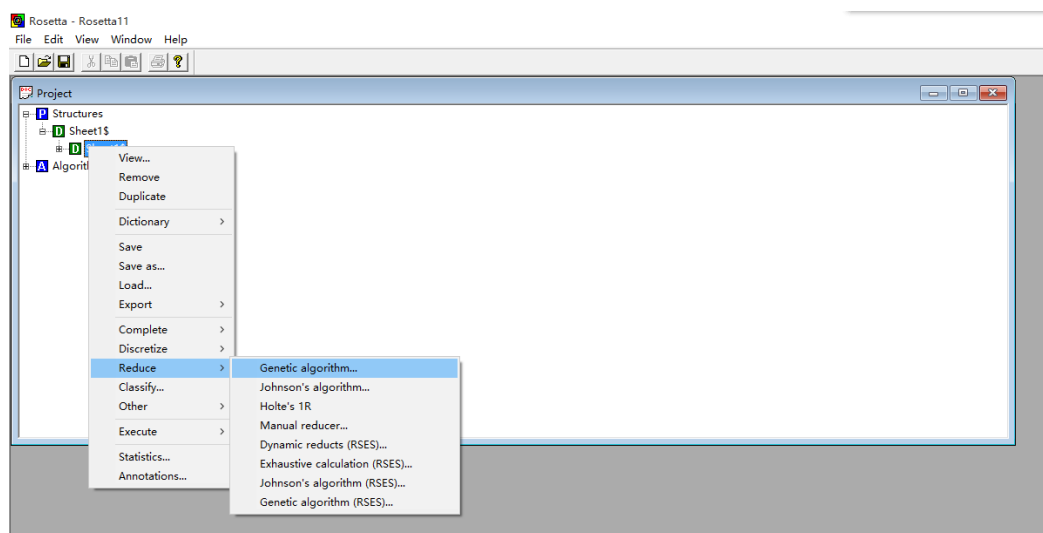 Rosetta - Rosetta11
File Edit View Window Help
Project
P Structures
D Sheet1$
D
A Algorit
View...
Remove
Duplicate
Dictionary >
Save
Save as...
Load...
Export >
Complete >
Discretize >
Reduce >
Classify...
Other >
Execute >
Statistics...
Annotations...
Genetic algorithm...
Johnson's algorithm...
Holte's 1R
Manual reducer...
Dynamic reducts (RSES)...
Exhaustive calculation (RSES)...
Johnson's algorithm (RSES)...
Genetic algorithm (RSES)...